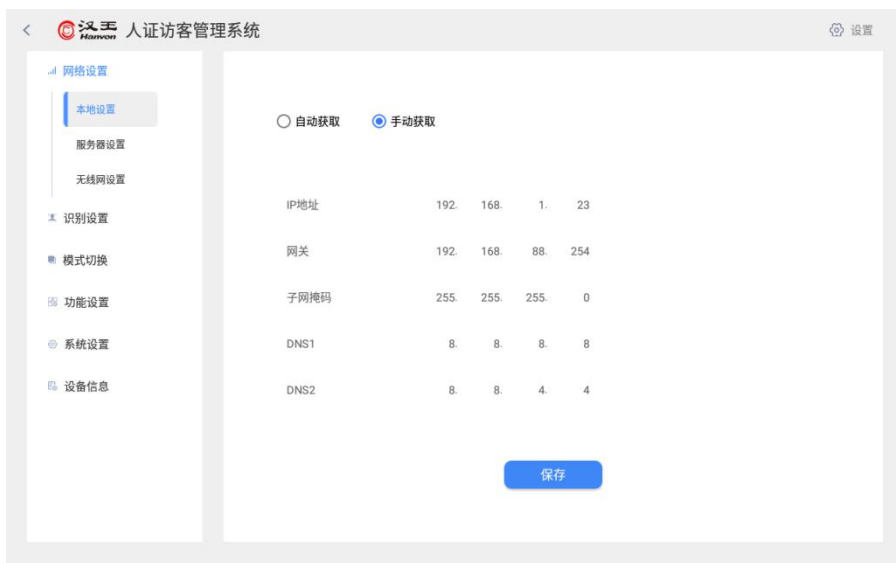 汉王 Hanvon 人证访客管理系统
设置
网络设置
本地设置
服务器设置
无线网设置
识别设置
模式切换
功能设置
系统设置
设备信息
自动获取 手动获取
IP地址 192. 168. 1. 23
网关 192. 168. 88. 254
子网掩码 255. 255. 255. 0
DNS1 8. 8. 8. 8
DNS2 8. 8. 4. 4
保存